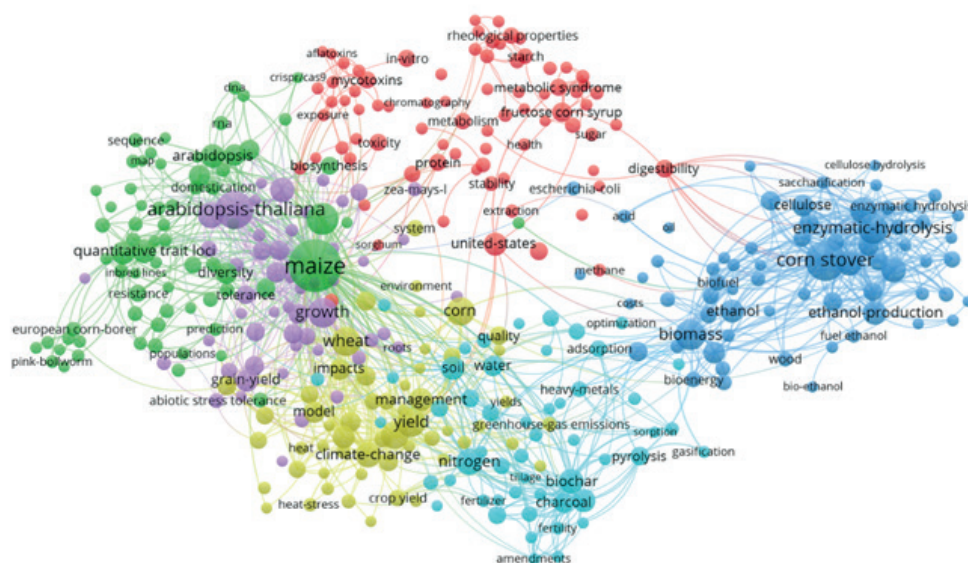 rheological properties
aflatoxins
in-vitro
starch
crispr/cas9
mycotoxins
dna
metabolic syndrome
chromatography
exposure
fructose corn syrup
rna
metabolism
sugar
sequence
toxicity
health
arabidopsis
map
biosynthesis
protein
digestibility
cellulose hydrolysis
domestication
zea-mays-l
stability
escherichia-coli
saccharification
arabidopsis-thaliana
extraction
acid
cellulose
enzymatic hydrolysis
system
enzymatic-hydrolysis
quantitative trait loci
sorghum
united-states
oil
corn stover
inbred lines
diversity
maize
methane
resistance
tolerance
environment
biofuel
growth
corn
costs
ethanol
ethanol-production
european corn-borer
prediction
wheat
quality
optimization
biomass
fuel ethanol
pink-bollworm
populations
roots
adsorption
impacts
soil
water
wood
grain-yield
bioenergy
abiotic stress tolerance
management
heavy-metals
bio-ethanol
model
yield
yields
greenhouse-gas emissions
sorption
heat
climate-change
nitrogen
pyrolysis
gasification
tillage
biochar
heat-stress
crop yield
fertilizer
charcoal
fertility
amendments